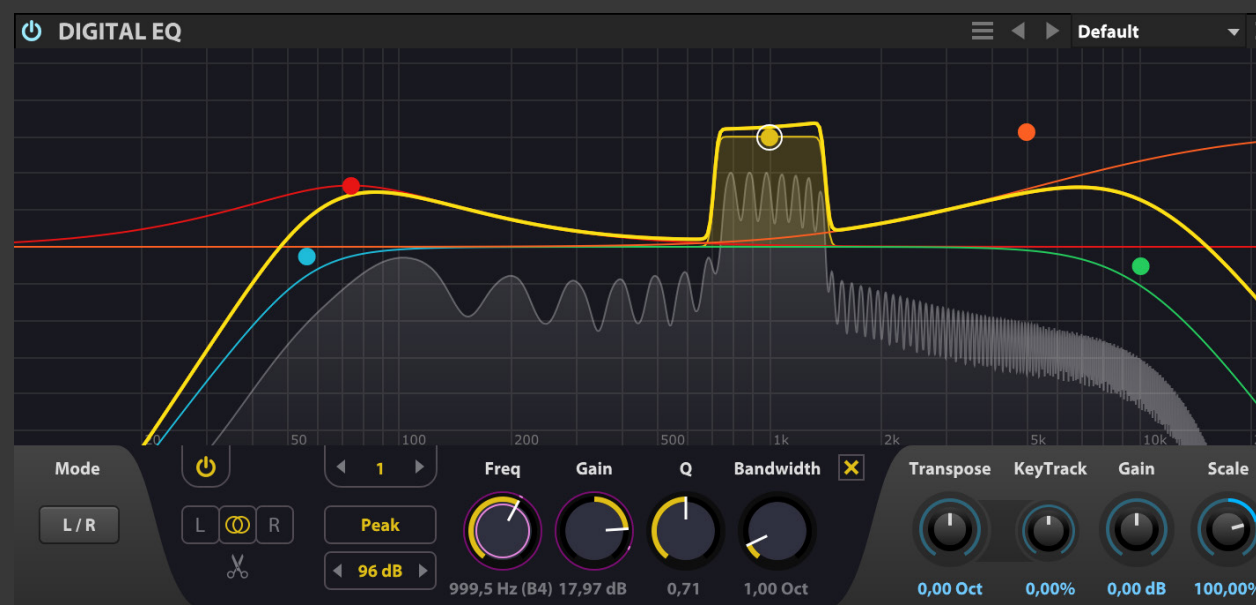 DIGITAL EQ
Default
20 50 100 200 500 1k 2k 5k 10k
Mode
L / R
L R
1
Peak
96 dB
Freq Gain Q Bandwidth
999,5 Hz (B4) 17,97 dB 0,71 1,00 Oct
Transpose KeyTrack Gain Scale
0,00 Oct 0,00% 0,00 dB 100,00%